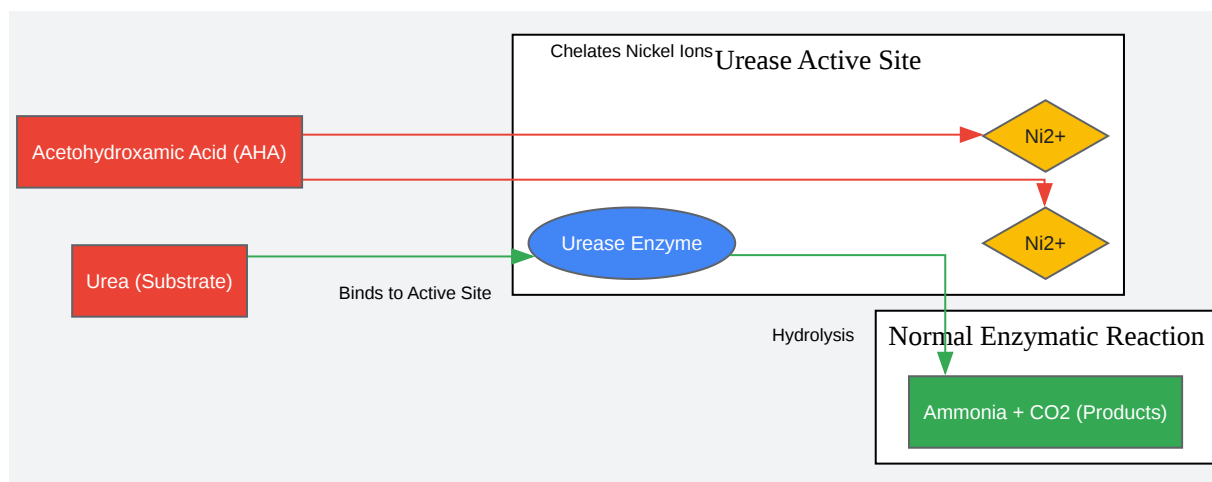 Chelates Nickel Ions
Urease Active Site
Acetohydroxamic Acid (AHA)
Ni2+
Urease Enzyme
Ni2+
Urea (Substrate)
Binds to Active Site
Hydrolysis
Normal Enzymatic Reaction
Ammonia + CO2 (Products)